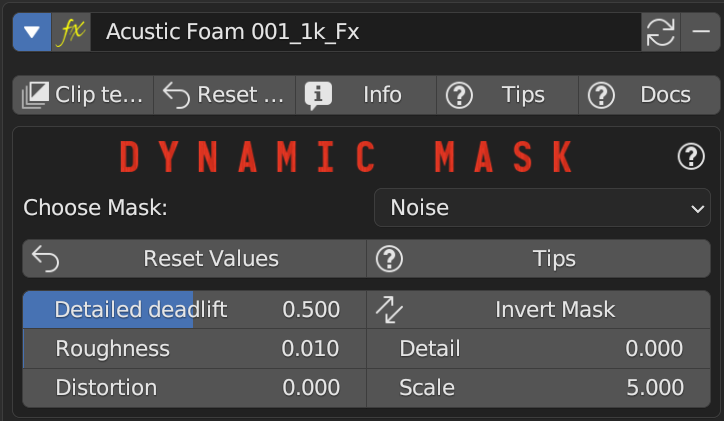 fx Acustic Foam 001_1k_Fx
Clip te... Reset ... Info Tips Docs
DYNAMIC MASK
Choose Mask: Noise
Reset Values Tips
Detailed deadlift 0.500 Invert Mask
Roughness 0.010 Detail 0.000
Distortion 0.000 Scale 5.000